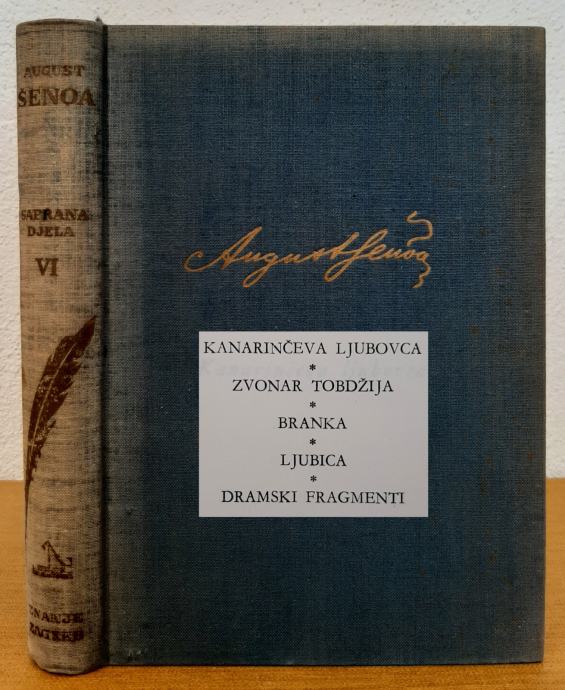 AUGUST
ŠENOA
SABRANA
DJELA
VI
ZNANJE
ZAGREB
August Šenoa
KANARINČEVA LJUBOVCA
*
ZVONAR TOBDŽIJA
*
BRANKA
*
LJUBICA
*
DRAMSKI FRAGMENTI